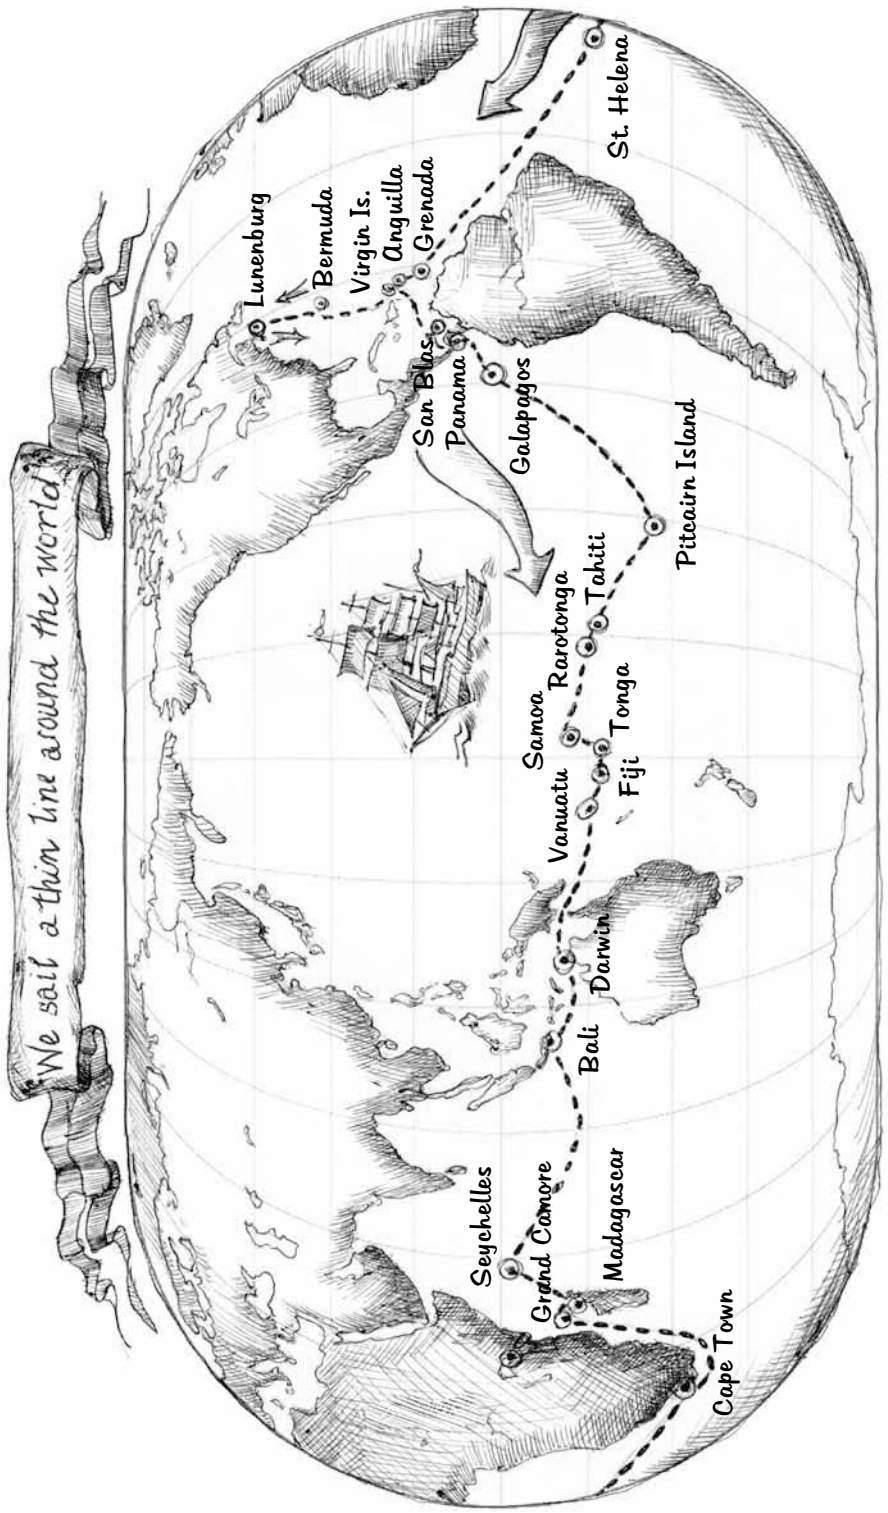 We sail a thin line around the world
Lunenburg
Bermuda
Virgin Is.
Anguilla
Grenada
St. Helena
San Blas
Panama
Galapagos
Pitcairn Island
Tahiti
Rarotonga
Samoa
Tonga
Fiji
Vanuatu
Darwin
Bali
Seychelles
Grand Camore
Madagascar
Cape Town